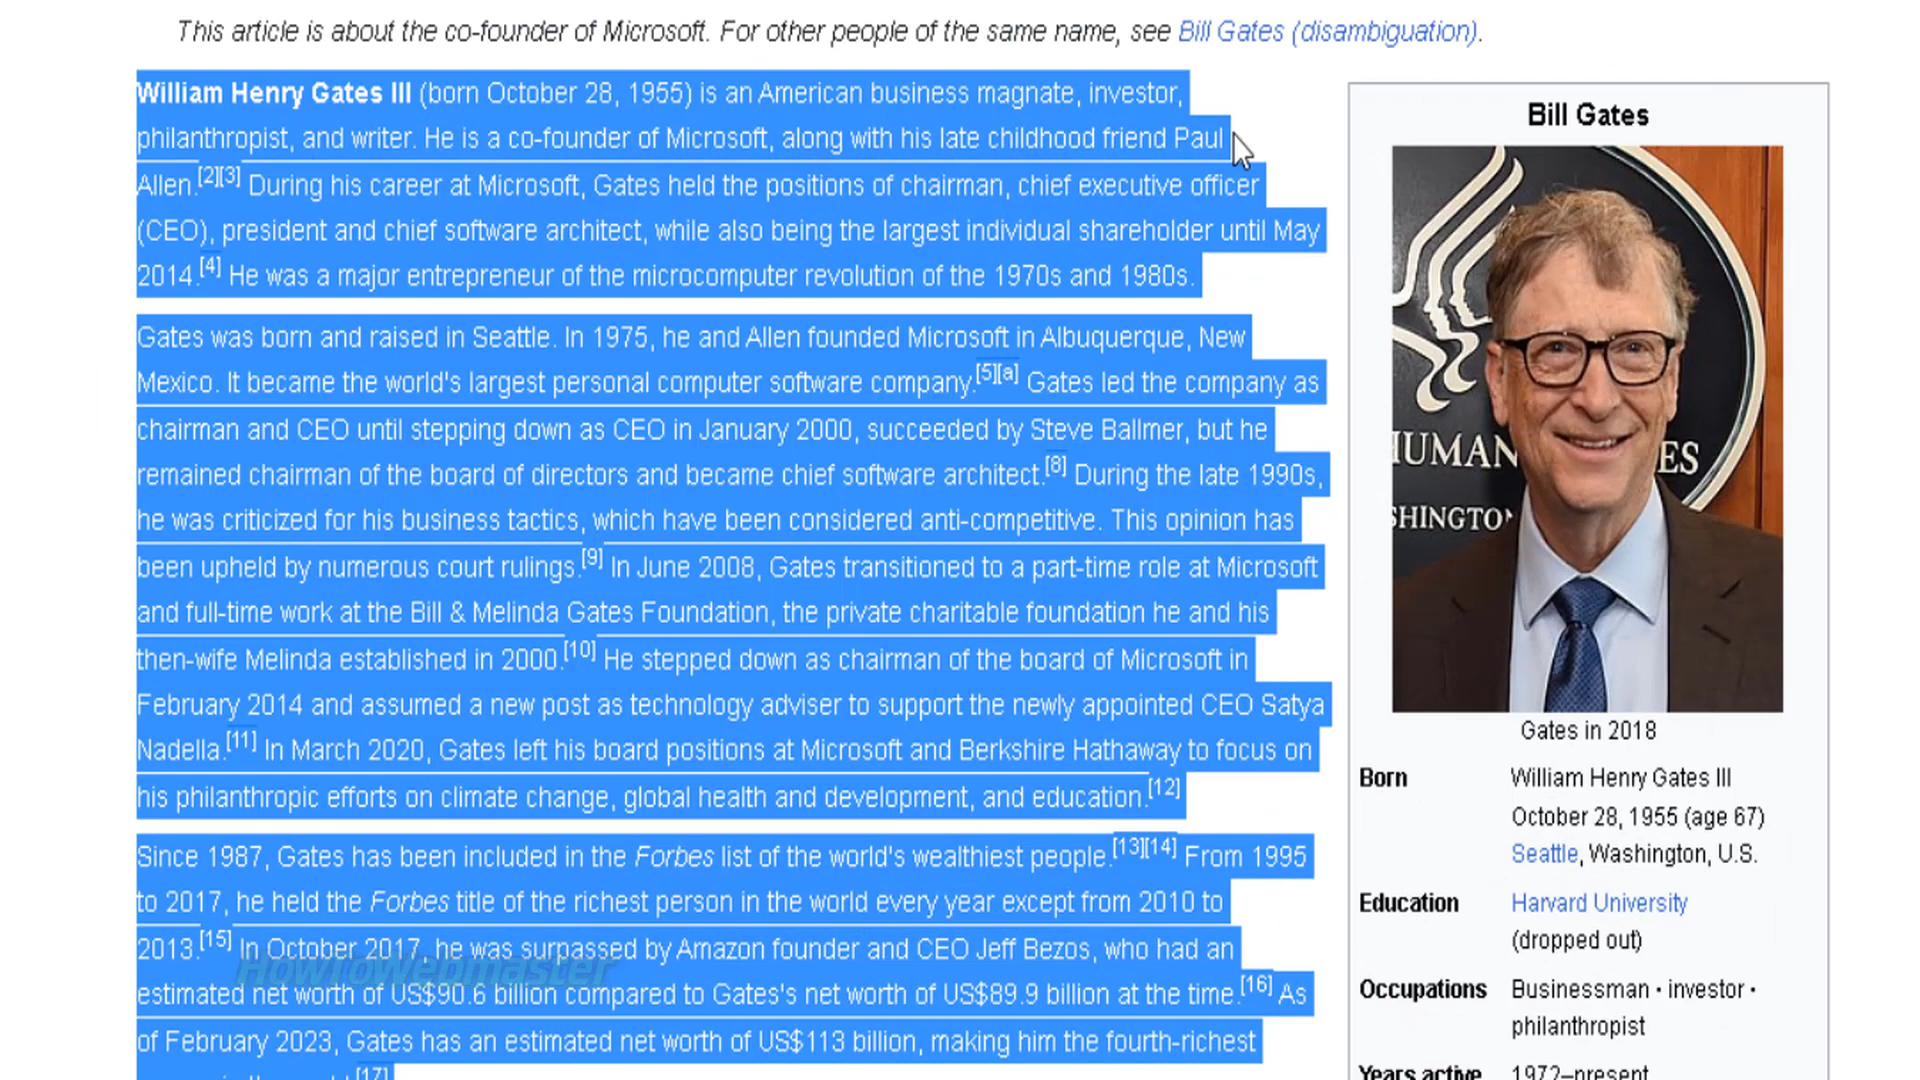 This article is about the co-founder of Microsoft. For other people of the same name, see Bill Gates (disambiguation).
William Henry Gates III (born October 28, 1955) is an American business magnate, investor,
philanthropist, and writer. He is a co-founder of Microsoft, along with his late childhood friend Paul
Allen.[2][3] During his career at Microsoft, Gates held the positions of chairman, chief executive officer
(CEO), president and chief software architect, while also being the largest individual shareholder until May
2014.[4] He was a major entrepreneur of the microcomputer revolution of the 1970s and 1980s.
Gates was born and raised in Seattle. In 1975, he and Allen founded Microsoft in Albuquerque, New
Mexico. It became the world's largest personal computer software company.[5][a] Gates led the company as
chairman and CEO until stepping down as CEO in January 2000, succeeded by Steve Ballmer, but he
remained chairman of the board of directors and became chief software architect.[8] During the late 1990s,
he was criticized for his business tactics, which have been considered anti-competitive. This opinion has
been upheld by numerous court rulings.[9] In June 2008, Gates transitioned to a part-time role at Microsoft
and full-time work at the Bill & Melinda Gates Foundation, the private charitable foundation he and his
then-wife Melinda established in 2000.[10] He stepped down as chairman of the board of Microsoft in
February 2014 and assumed a new post as technology adviser to support the newly appointed CEO Satya
Nadella.[11] In March 2020, Gates left his board positions at Microsoft and Berkshire Hathaway to focus on
his philanthropic efforts on climate change, global health and development, and education.[12]
Since 1987, Gates has been included in the Forbes list of the world's wealthiest people.[13][14] From 1995
to 2017, he held the Forbes title of the richest person in the world every year except from 2010 to
2013.[15] In October 2017, he was surpassed by Amazon founder and CEO Jeff Bezos, who had an
HowToWebmaster
estimated net worth of US$90.6 billion compared to Gates's net worth of US$89.9 billion at the time.[16] As
of February 2023, Gates has an estimated net worth of US$113 billion, making him the fourth-richest
[17]
Bill Gates
HUMAN
ES
SHINGTO
Gates in 2018
Born William Henry Gates III
October 28, 1955 (age 67)
Seattle, Washington, U.S.
Education Harvard University
(dropped out)
Occupations Businessman • investor •
philanthropist
Years active 1972–present